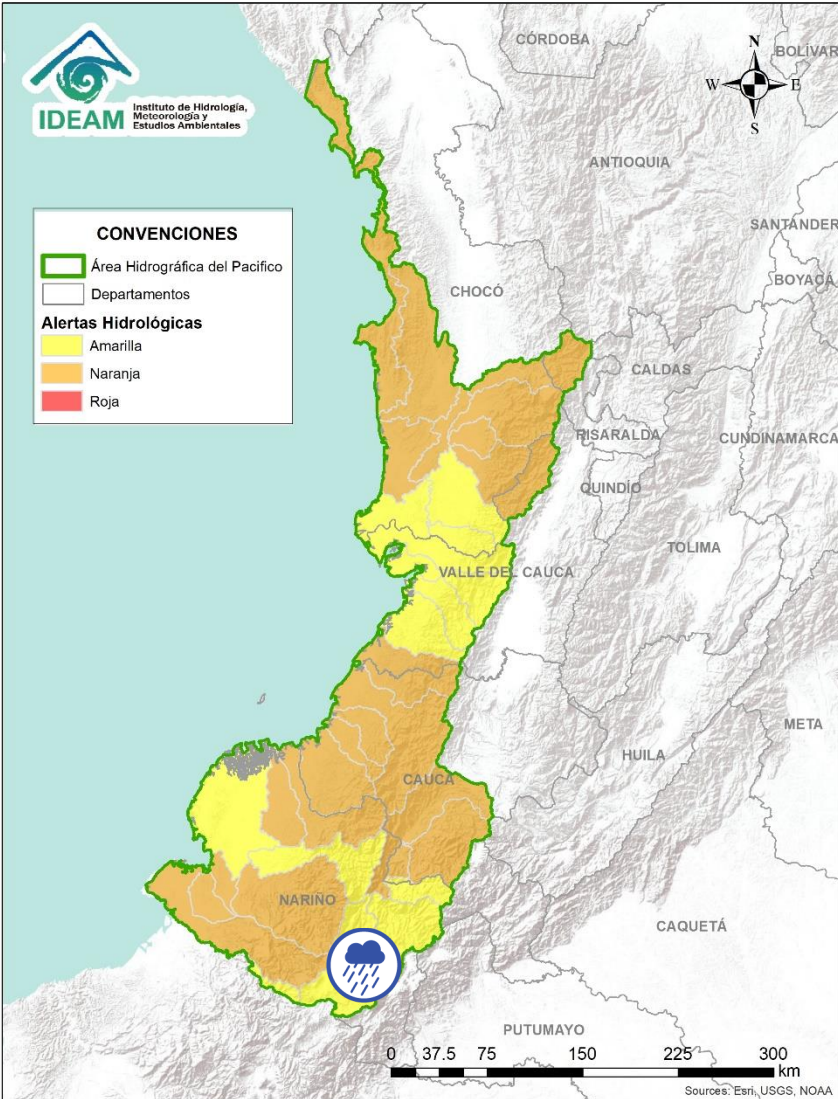 IDEAM
Instituto de Hidrología,
Meteorología y
Estudios Ambientales
CÓRDOBA
BOLÍVAR
N
W
E
S
ANTIOQUIA
SANTANDER
BOYACÁ
CONVENCIONES
Área Hidrográfica del Pacifico
Departamentos
Alertas Hidrológicas
Amarilla
Naranja
Roja
CHOCÓ
CALDAS
RISARALDA
CUNDINAMARCA
QUINDÍO
TOLIMA
VALLE DEL CAUCA
META
HUILA
CAUCA
NARIÑO
CAQUETÁ
PUTUMAYO
0 37.5 75 150 225 300
km
Sources: Esri, USGS, NOAA